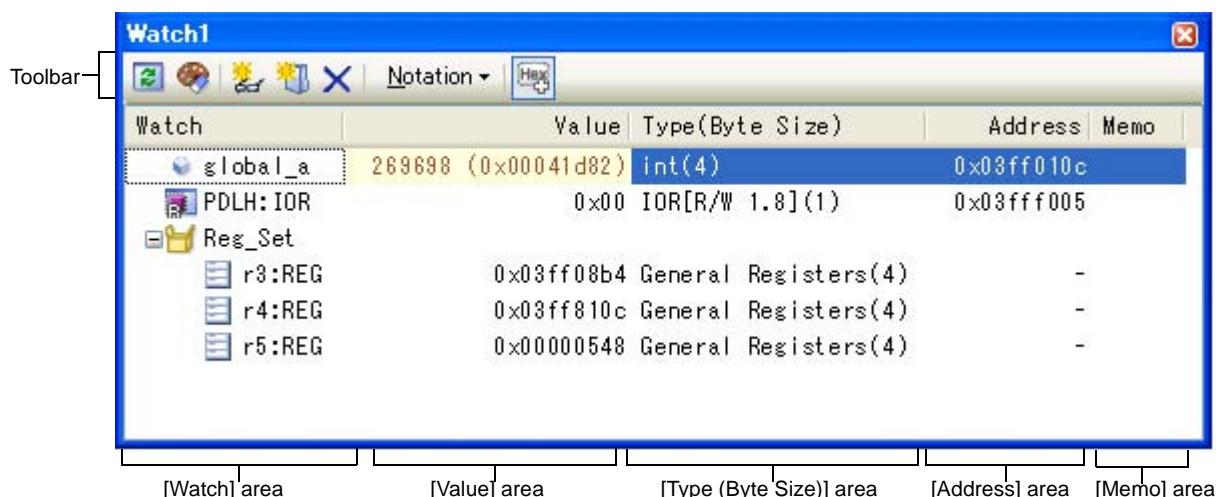 Watch1
Toolbar
Notation
Hex
Watch Value Type(Byte Size) Address Memo
global_a 269698 (0x00041d82) int(4) 0x03ff010c
PDLH:IOR 0x00 IOR[R/W 1.8](1) 0x03fff005
Reg_Set
r3:REG 0x03ff08b4 General Registers(4) -
r4:REG 0x03ff810c General Registers(4) -
r5:REG 0x00000548 General Registers(4) -
[Watch] area [Value] area [Type (Byte Size)] area [Address] area [Memo] area